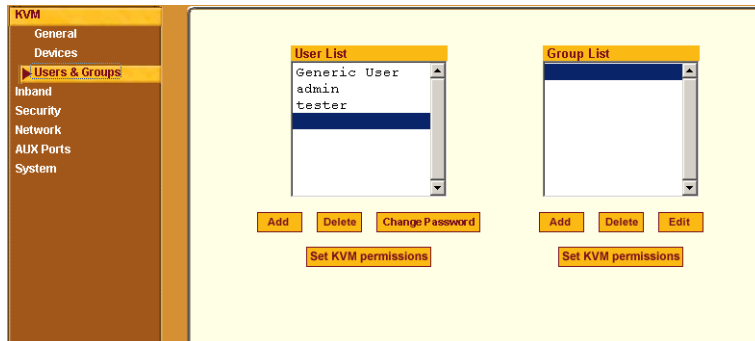 KVM
General
Devices
Users & Groups
Inband
Security
Network
AUX Ports
System
User List
Generic User
admin
tester
Add
Delete
Change Password
Set KVM permissions
Group List
Add
Delete
Edit
Set KVM permissions